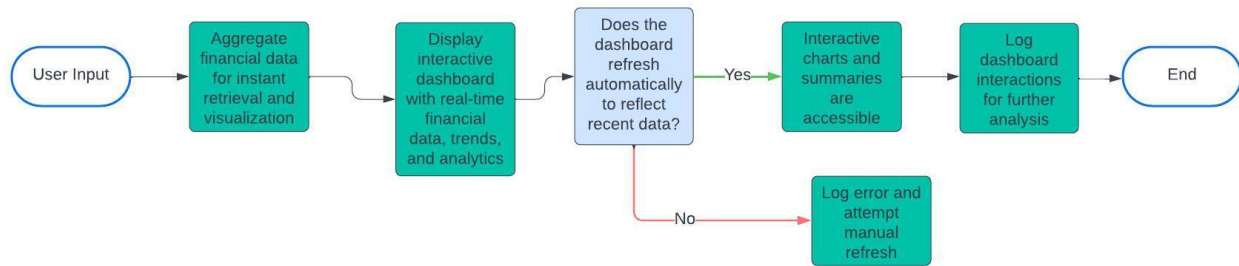 User Input
Aggregate
financial data
for instant
retrieval and
visualization
Display
interactive
dashboard
with real-time
financial
data, trends,
and analytics
Does the
dashboard
refresh
automatically
to reflect
recent data?
Yes
Interactive
charts and
summaries
are
accessible
Log
dashboard
interactions
for further
analysis
End
No
Log error and
attempt
manual
refresh